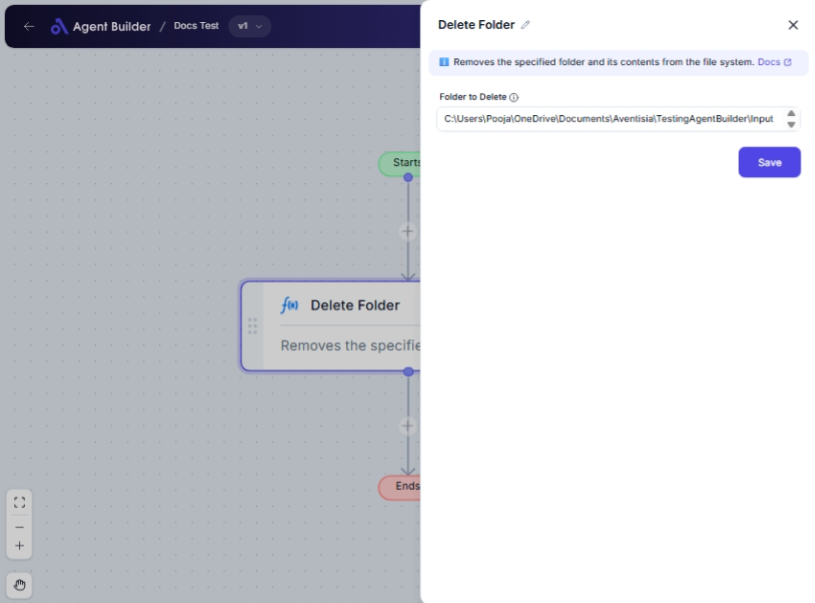 Agent Builder / Docs Test v1
Delete Folder
Removes the specified folder and its contents from the file system. Docs
Folder to Delete
C:\Users\Pooja\OneDrive\Documents\Aventisia\TestingAgentBuilder\Input
Save
Starts
Delete Folder
Removes the specifie
Ends